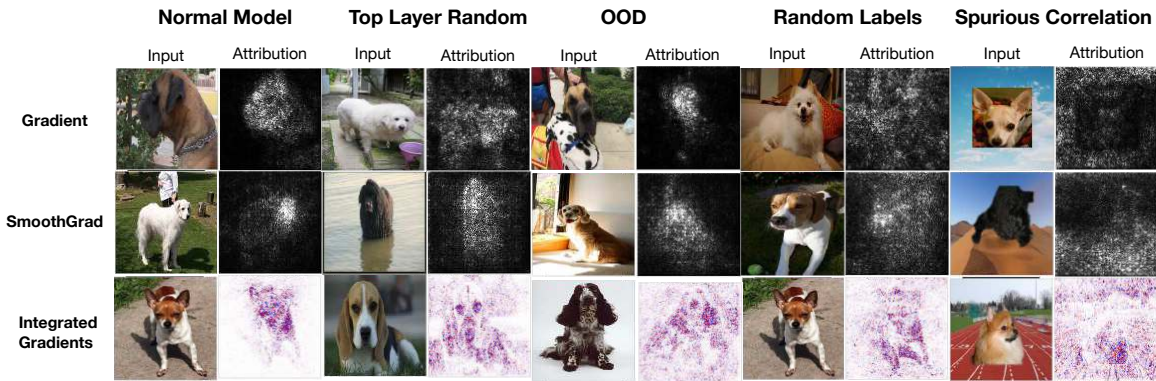 Normal Model Top Layer Random OOD Random Labels Spurious Correlation
Input Attribution Input Attribution Input Attribution Input Attribution Input Attribution
Gradient
SmoothGrad
Integrated
Gradients